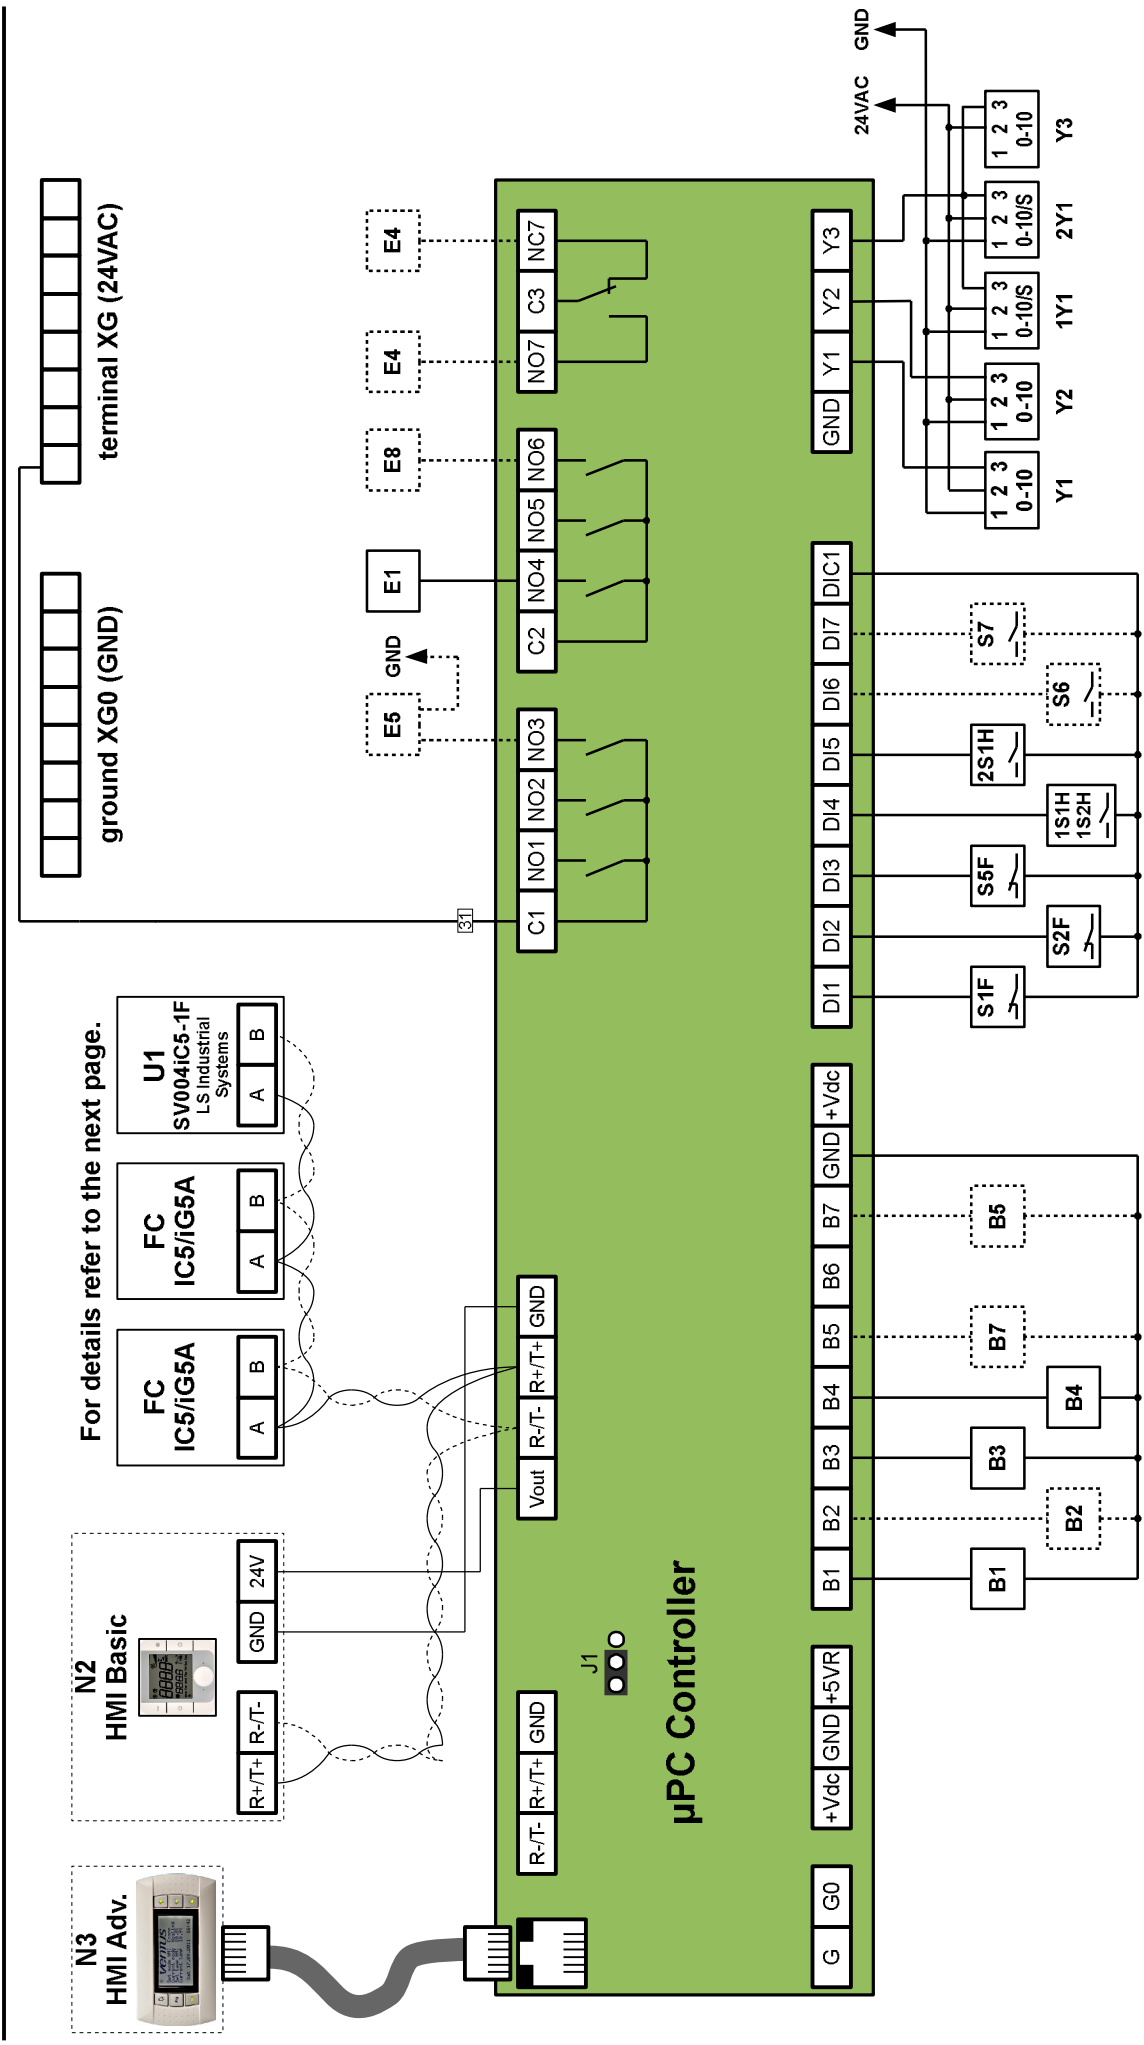 N3
HMI Adv.
N2
HMI Basic
R+/T+ R-/T-
GND 24V
For details refer to the next page.
FC
IC5/iG5A
A B
FC
IC5/iG5A
A B
U1
SV004iC5-1F
LS Industrial
Systems
A B
ground XG0 (GND)
terminal XG (24VAC)
31
E5
GND
E1
E8
E4
E4
R-/T- R+/T+ GND
Vout R-/T- R+/T+ GND
C1 NO1 NO2 NO3
C2 NO4 NO5 NO6
NO7 C3 NC7
J1
µPC Controller
G G0
+Vdc GND +5VR
B1 B2 B3 B4 B5 B6 B7 GND +Vdc
DI1 DI2 DI3 DI4 DI5 DI6 DI7 DIC1
GND Y1 Y2 Y3
24VAC
GND
B1
B2
B3
B4
B7
B5
S1F
S2F
S5F
1S1H
1S2H
2S1H
S6
S7
1 2 3
0-10
Y1
1 2 3
0-10
Y2
1 2 3
0-10/S
1Y1
1 2 3
0-10/S
2Y1
1 2 3
0-10
Y3